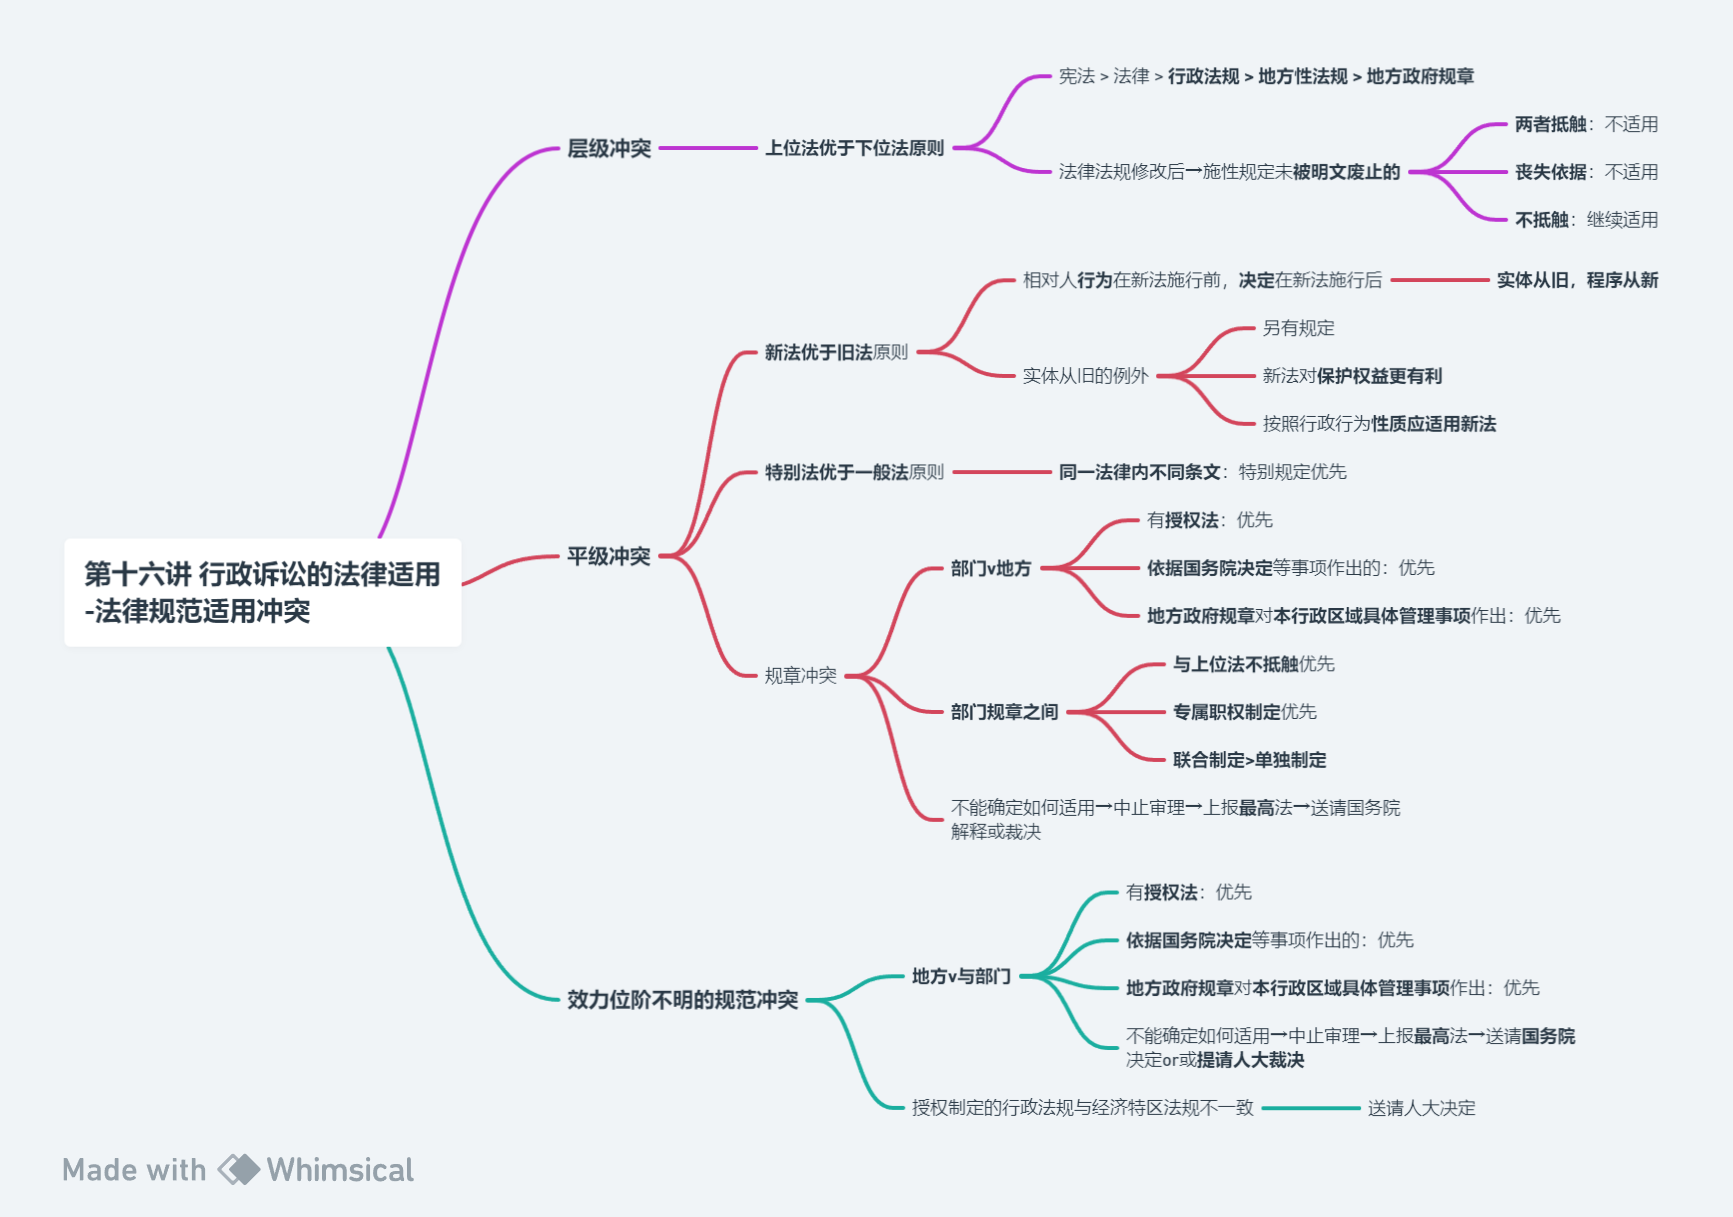 宪法 > 法律 > 行政法规 > 地方性法规 > 地方政府规章
层级冲突
上位法优于下位法原则
法律法规修改后→施性规定未被明文废止的
两者抵触：不适用
丧失依据：不适用
不抵触：继续适用
第十六讲 行政诉讼的法律适用
-法律规范适用冲突
平级冲突
新法优于旧法原则
相对人行为在新法施行前，决定在新法施行后
实体从旧，程序从新
实体从旧的例外
另有规定
新法对保护权益更有利
按照行政行为性质应适用新法
特别法优于一般法原则
同一法律内不同条文：特别规定优先
规章冲突
部门v地方
有授权法：优先
依据国务院决定等事项作出的：优先
地方政府规章对本行政区域具体管理事项作出：优先
部门规章之间
与上位法不抵触优先
专属职权制定优先
联合制定>单独制定
不能确定如何适用→中止审理→上报最高法→送请国务院
解释或裁决
效力位阶不明的规范冲突
地方v与部门
有授权法：优先
依据国务院决定等事项作出的：优先
地方政府规章对本行政区域具体管理事项作出：优先
不能确定如何适用→中止审理→上报最高法→送请国务院
决定or或提请人大裁决
授权制定的行政法规与经济特区法规不一致
送请人大决定
Made with Whimsical